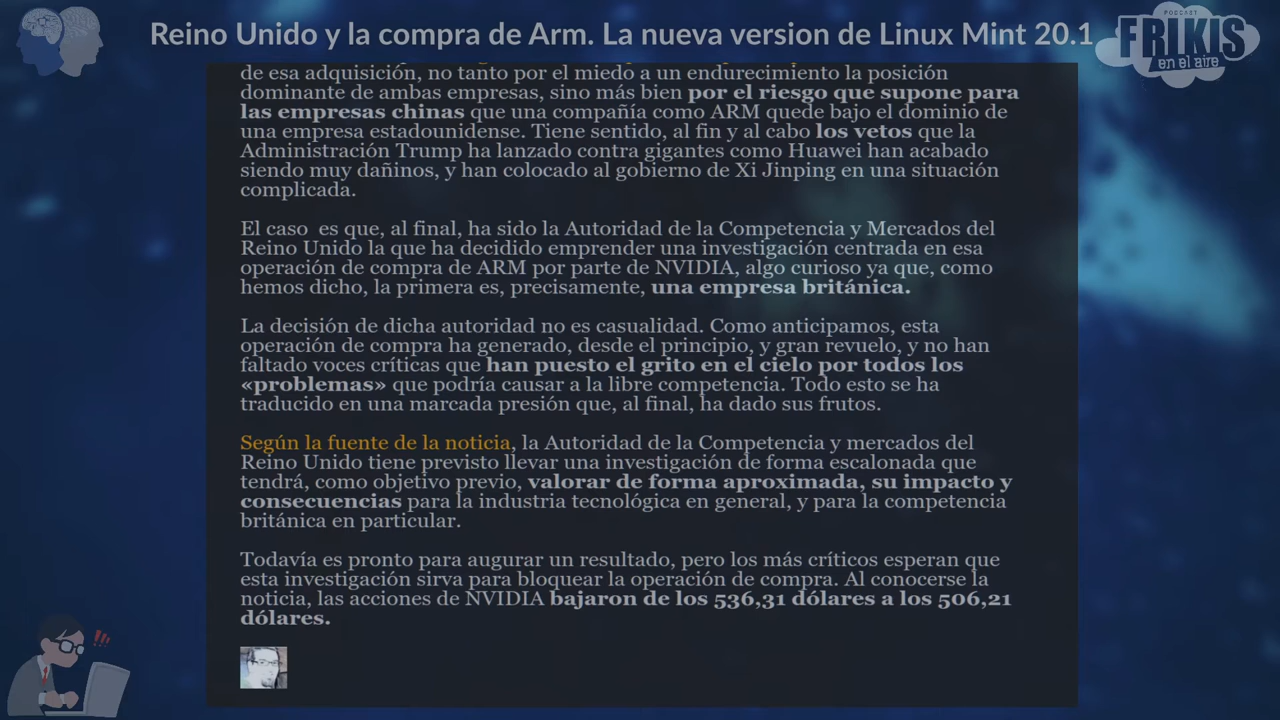 Reino Unido y la compra de Arm. La nueva version de Linux Mint 20.1
PODCAST
FRIKIS
en el aire
de esa adquisición, no tanto por el miedo a un endurecimiento la posición
dominante de ambas empresas, sino más bien por el riesgo que supone para
las empresas chinas que una compañía como ARM quede bajo el dominio de
una empresa estadounidense. Tiene sentido, al fin y al cabo los vetos que la
Administración Trump ha lanzado contra gigantes como Huawei han acabado
siendo muy dañinos, y han colocado al gobierno de Xi Jinping en una situación
complicada.
El caso es que, al final, ha sido la Autoridad de la Competencia y Mercados del
Reino Unido la que ha decidido emprender una investigación centrada en esa
operación de compra de ARM por parte de NVIDIA, algo curioso ya que, como
hemos dicho, la primera es, precisamente, una empresa británica.
La decisión de dicha autoridad no es casualidad. Como anticipamos, esta
operación de compra ha generado, desde el principio, y gran revuelo, y no han
faltado voces críticas que han puesto el grito en el cielo por todos los
«problemas» que podría causar a la libre competencia. Todo esto se ha
traducido en una marcada presión que, al final, ha dado sus frutos.
Según la fuente de la noticia, la Autoridad de la Competencia y mercados del
Reino Unido tiene previsto llevar una investigación de forma escalonada que
tendrá, como objetivo previo, valorar de forma aproximada, su impacto y
consecuencias para la industria tecnológica en general, y para la competencia
británica en particular.
Todavía es pronto para augurar un resultado, pero los más críticos esperan que
esta investigación sirva para bloquear la operación de compra. Al conocerse la
noticia, las acciones de NVIDIA bajaron de los 536,31 dólares a los 506,21
dólares.
!!!